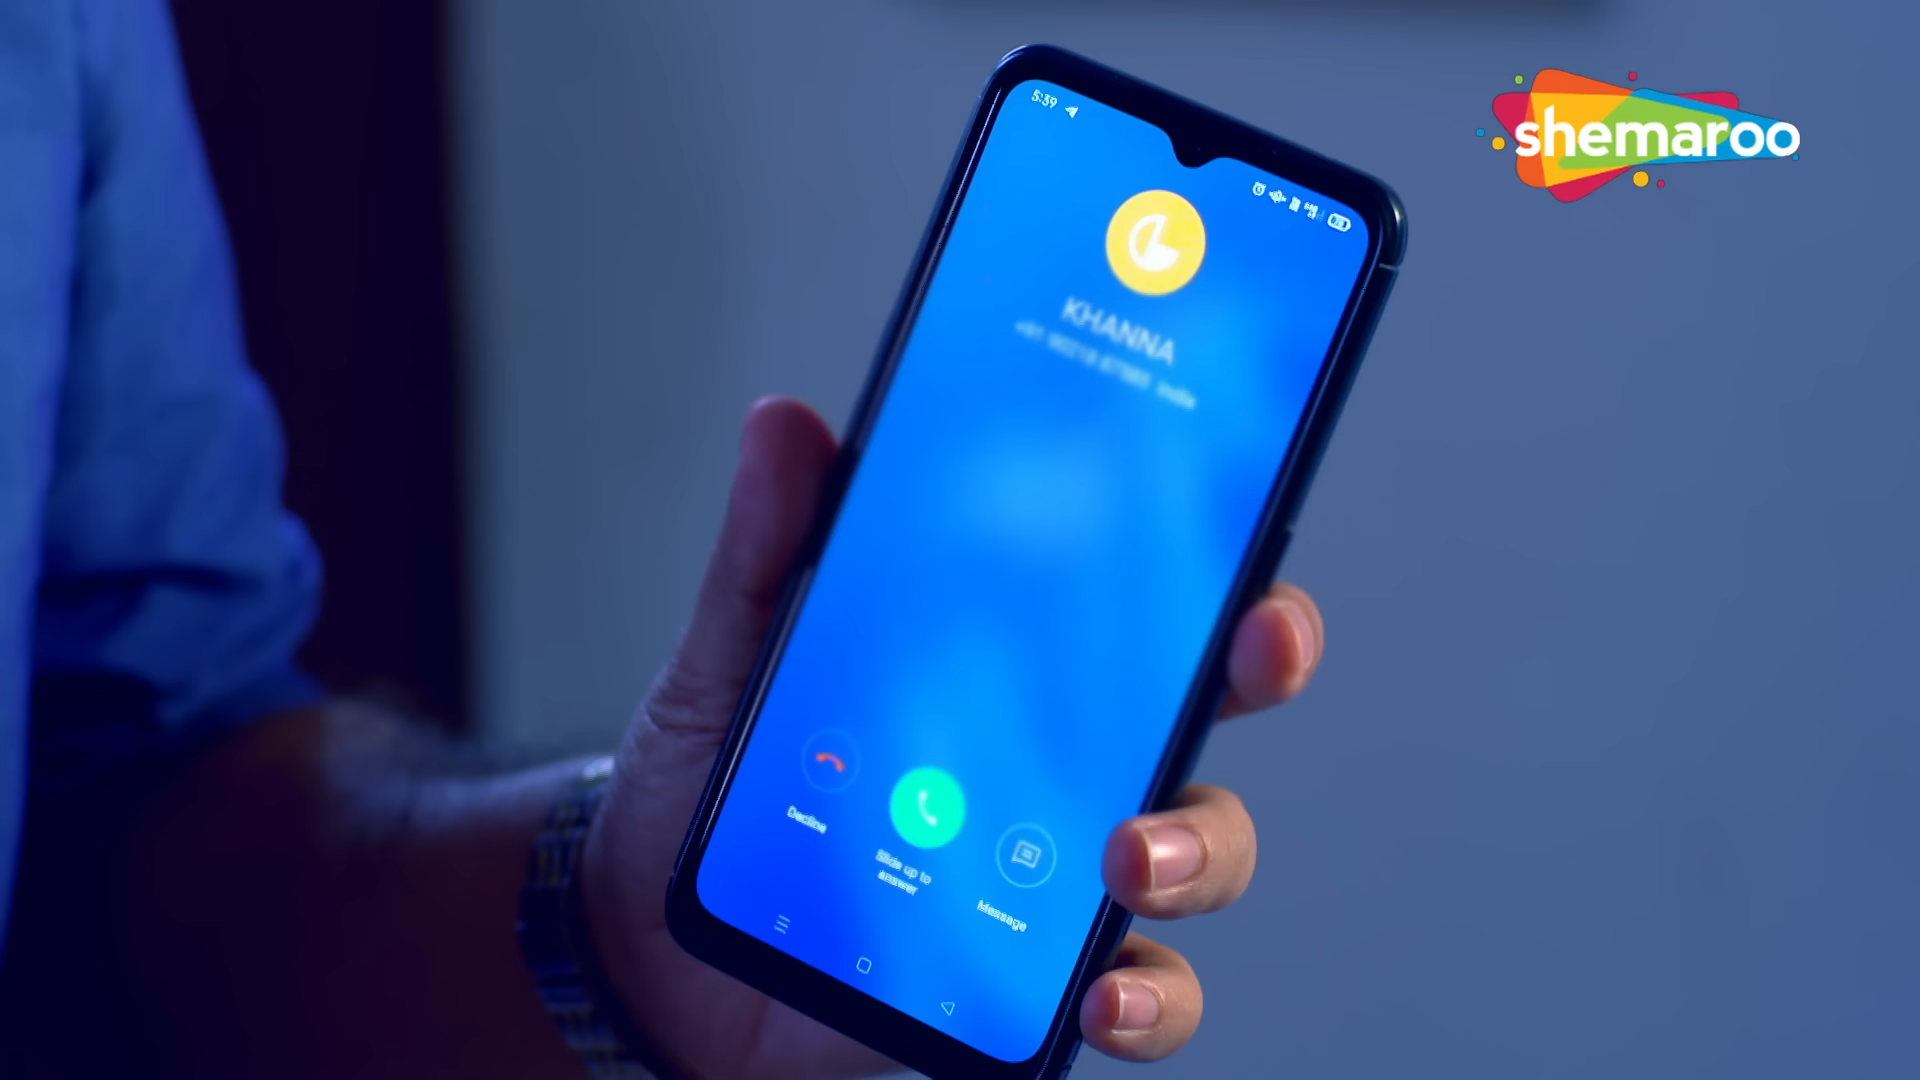 shemaroo
5:39
KHANNA
Decline
Slide up to
answer
Message